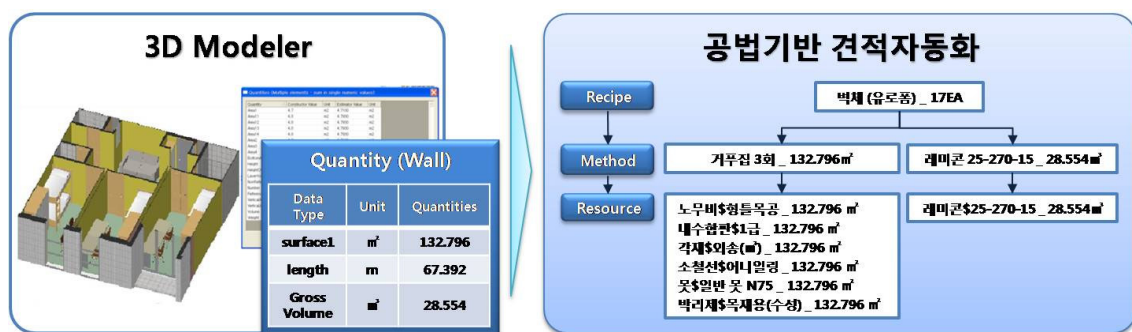 3D Modeler
Quantity (Wall)
Data Type Unit Quantities
surface1 ㎡ 132.796
length m 67.392
Gross Volume ㎥ 28.554
공법기반 견적자동화
Recipe
벽체 (유로폼) _ 17EA
Method
거푸집 3회 _ 132.796㎡
레미콘 25-270-15 _ 28.554㎥
Resource
노무비$형틀목공 _ 132.796 ㎡
내수합판$1급 _ 132.796 ㎡
각재$외송(㎥) _ 132.796 ㎡
소철선$어니일링 _ 132.796 ㎡
못$일반 못 N75 _ 132.796 ㎡
박리제$목재용(수성) _ 132.796 ㎡
레미콘$25-270-15 _ 28.554㎥